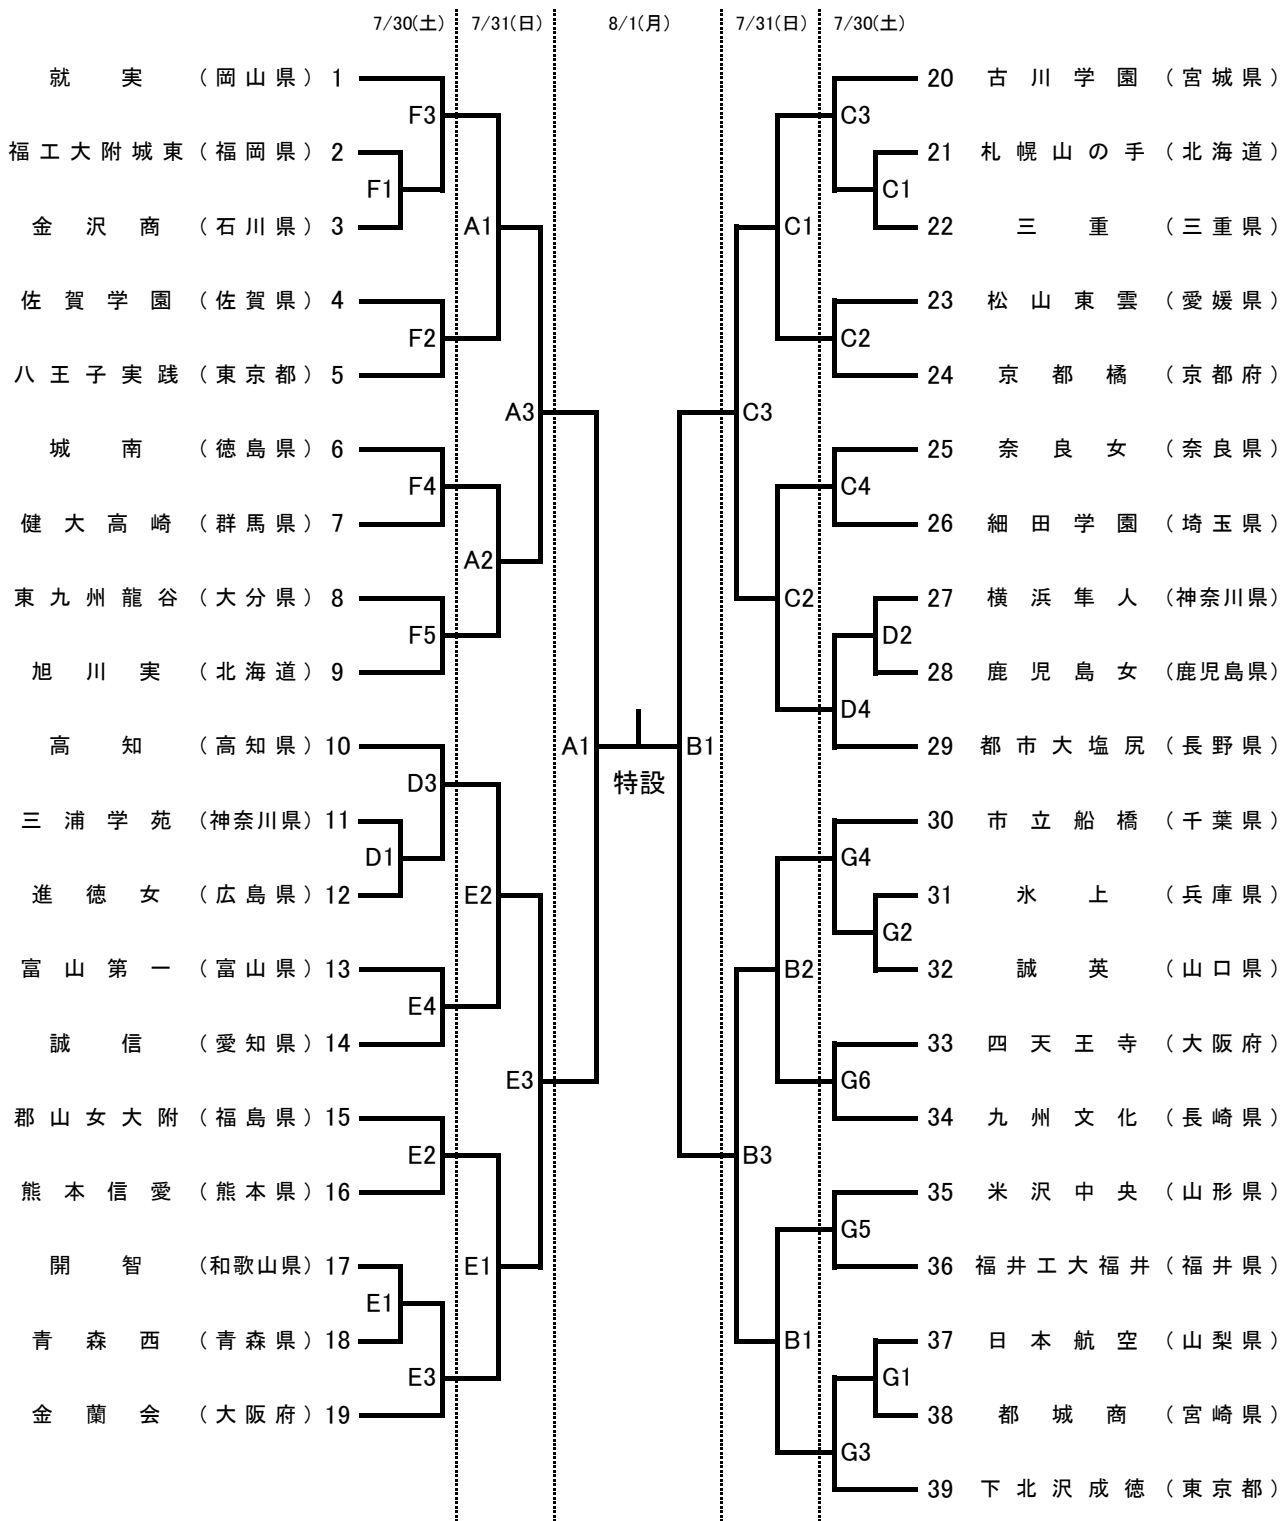 7/30(土) 7/31(日) 8/1(月) 7/31(日) 7/30(土)
就実 (岡山県) 1
F3
福工大附城東 (福岡県) 2
F1
金沢商 (石川県) 3
A1
佐賀学園 (佐賀県) 4
F2
八王子実践 (東京都) 5
A3
城南 (徳島県) 6
F4
健大高崎 (群馬県) 7
A2
東九州龍谷 (大分県) 8
F5
旭川実 (北海道) 9
A1
高知 (高知県) 10
D3
三浦学苑 (神奈川県) 11
D1
進徳女 (広島県) 12
E2
富山第一 (富山県) 13
E4
誠信 (愛知県) 14
E3
郡山女大附 (福島県) 15
E2
熊本信愛 (熊本県) 16
開智 (和歌山県) 17
E1
E1
青森西 (青森県) 18
E3
金蘭会 (大阪府) 19
特設
20 古川学園 (宮城県)
C3
21 札幌山の手 (北海道)
C1
22 三重 (三重県)
C1
23 松山東雲 (愛媛県)
C2
24 京都橘 (京都府)
C3
25 奈良女 (奈良県)
C4
26 細田学園 (埼玉県)
27 横浜隼人 (神奈川県)
C2
D2
28 鹿児島女 (鹿児島県)
D4
29 都市大塩尻 (長野県)
B1
30 市立船橋 (千葉県)
G4
31 氷上 (兵庫県)
G2
32 誠英 (山口県)
B2
33 四天王寺 (大阪府)
G6
34 九州文化 (長崎県)
B3
35 米沢中央 (山形県)
G5
36 福井工大福井 (福井県)
37 日本航空 (山梨県)
B1
G1
38 都城商 (宮崎県)
G3
39 下北沢成徳 (東京都)